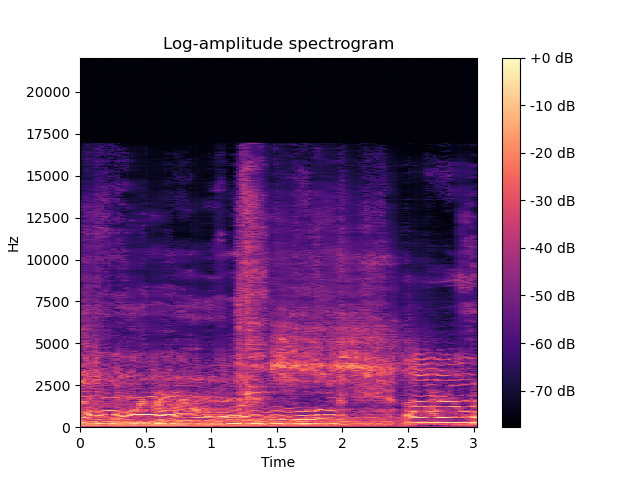 Log-amplitude spectrogram
+0 dB
-10 dB
-20 dB
-30 dB
-40 dB
-50 dB
-60 dB
-70 dB
20000
17500
15000
12500
10000
7500
5000
2500
0
Hz
0 0.5 1 1.5 2 2.5 3
Time